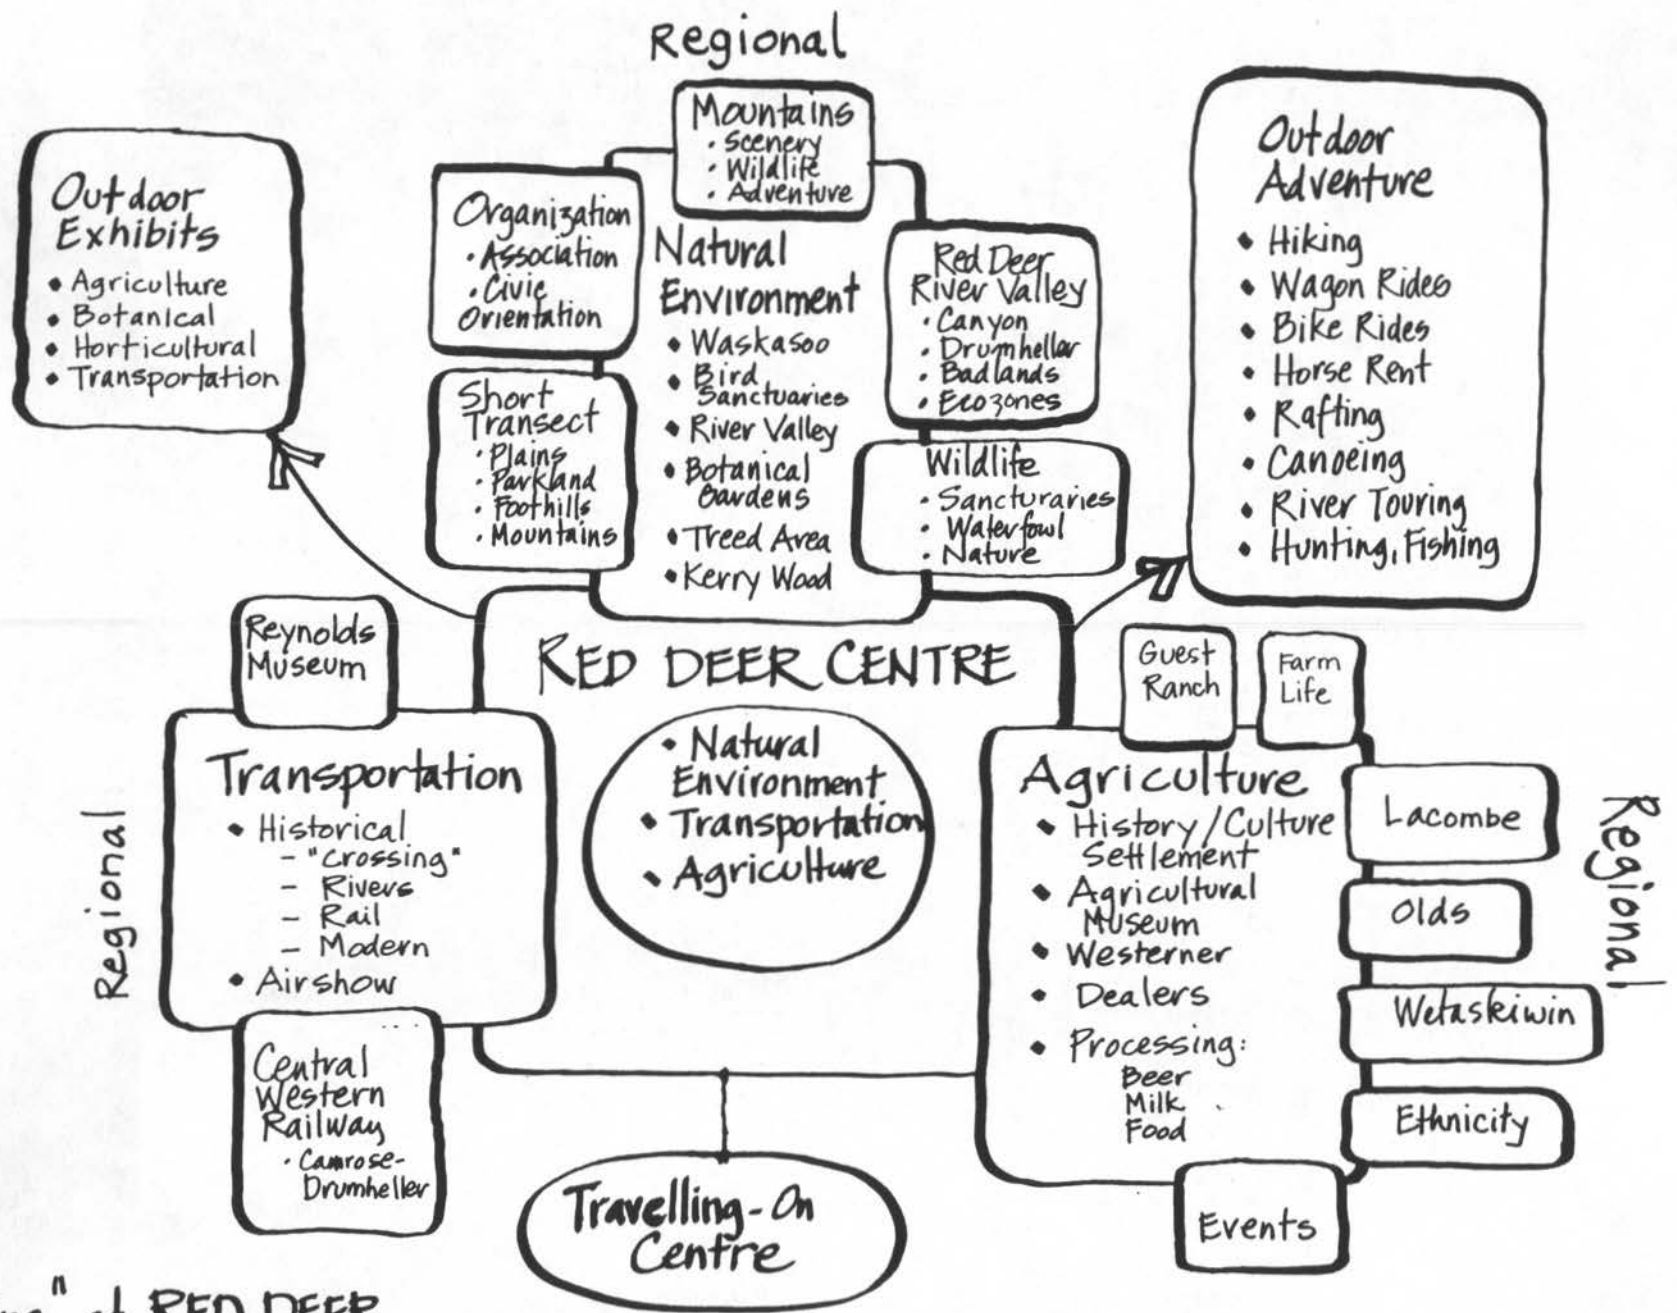 Regional
Mountains
· Scenery
· Wildlife
· Adventure
Outdoor
Exhibits
• Agriculture
• Botanical
• Horticultural
• Transportation
Organization
· Association
· Civic
Orientation
Short
Transect
· Plains
· Parkland
· Foothills
· Mountains
Natural
Environment
• Waskasoo
• Bird
Sanctuaries
• River Valley
• Botanical
Gardens
• Treed Area
• Kerry Wood
Red Deer
River Valley
· Canyon
· Drumheller
· Badlands
· Ecozones
Wildlife
· Sancturaries
· Waterfowl
· Nature
Outdoor
Adventure
• Hiking
• Wagon Rides
• Bike Rides
• Horse Rent
• Rafting
• Canoeing
• River Touring
• Hunting, Fishing
RED DEER CENTRE
• Natural
Environment
• Transportation
• Agriculture
Reynolds
Museum
Regional
Transportation
• Historical
- "Crossing"
- Rivers
- Rail
- Modern
• Airshow
Central
Western
Railway
· Camrose-
Drumheller
Guest
Ranch
Farm
Life
Agriculture
• History/Culture
Settlement
• Agricultural
Museum
• Westerner
• Dealers
• Processing:
Beer
Milk
Food
Lacombe
Olds
Wetaskiwin
Ethnicity
Regional
Events
Travelling-On
Centre
" at RED DEER